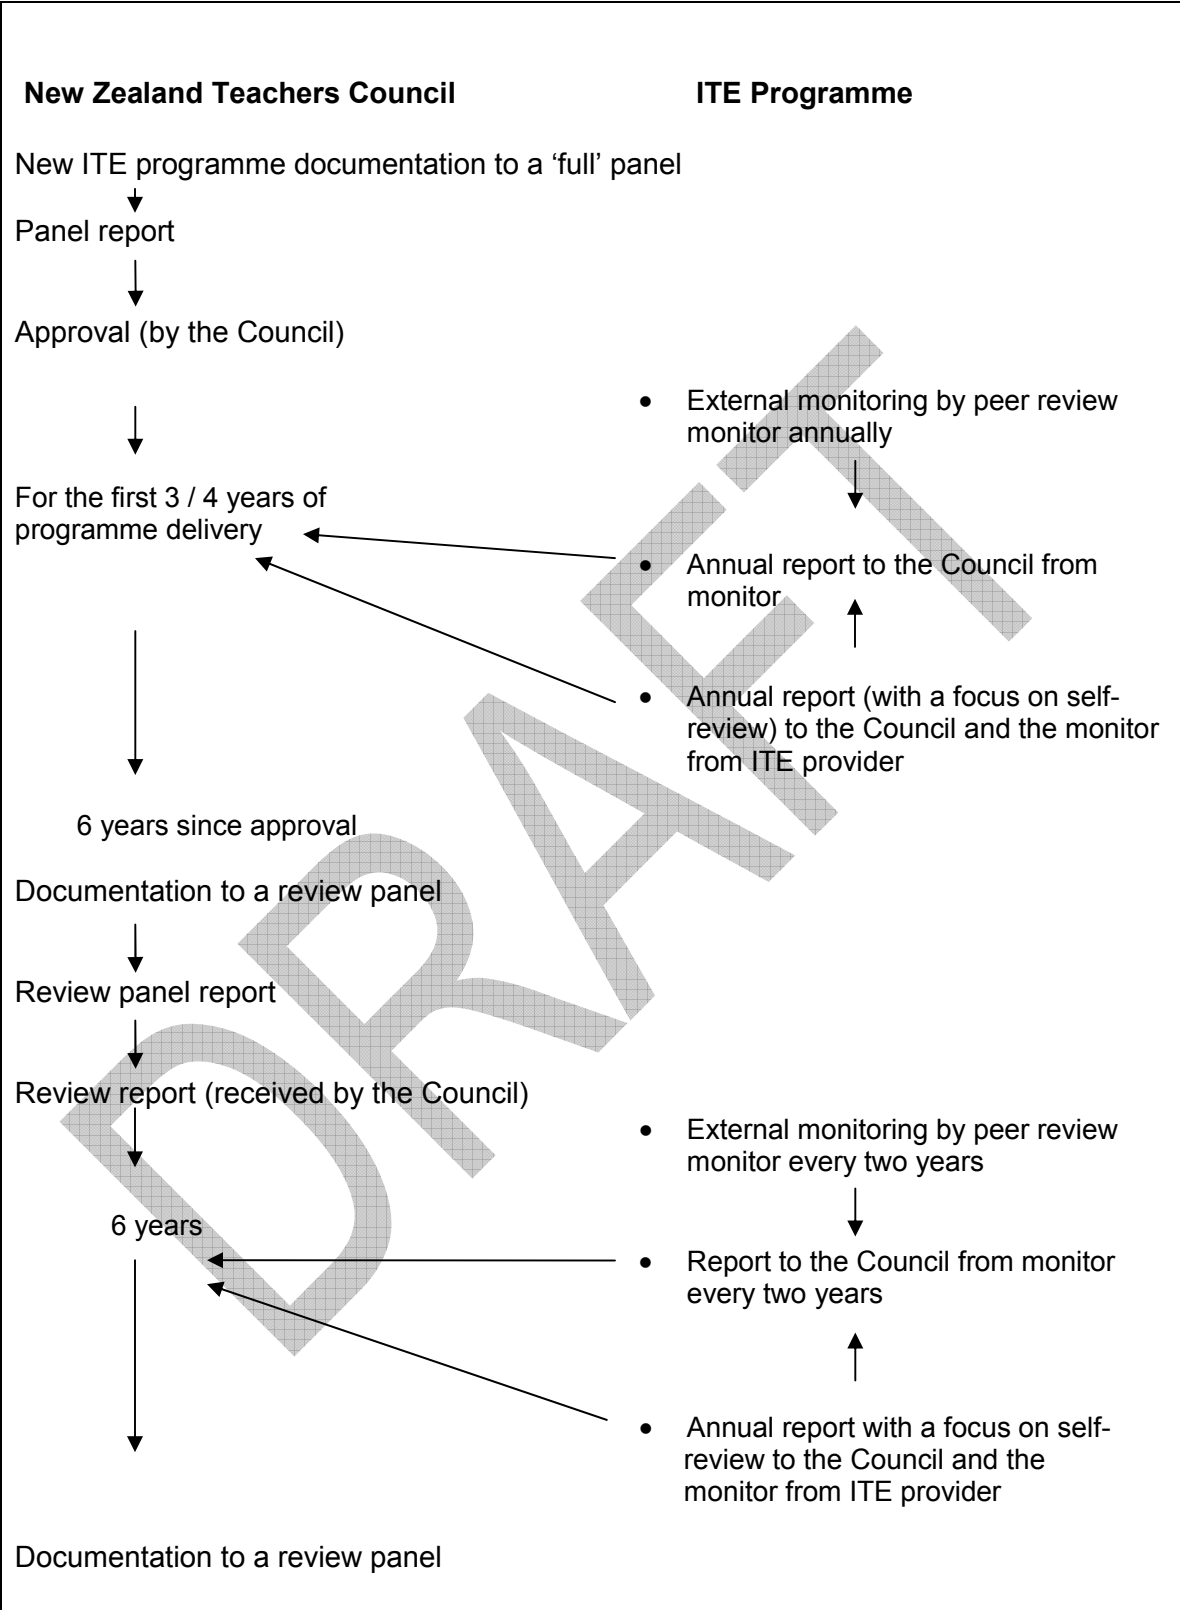 New Zealand Teachers Council
ITE Programme
New ITE programme documentation to a ‘full’ panel
Panel report
Approval (by the Council)
• External monitoring by peer review
monitor annually
For the first 3 / 4 years of
programme delivery
• Annual report to the Council from
monitor
• Annual report (with a focus on self-
review) to the Council and the monitor
from ITE provider
6 years since approval
Documentation to a review panel
Review panel report
Review report (received by the Council)
• External monitoring by peer review
monitor every two years
6 years
• Report to the Council from monitor
every two years
• Annual report with a focus on self-
review to the Council and the
monitor from ITE provider
Documentation to a review panel
DRAFT